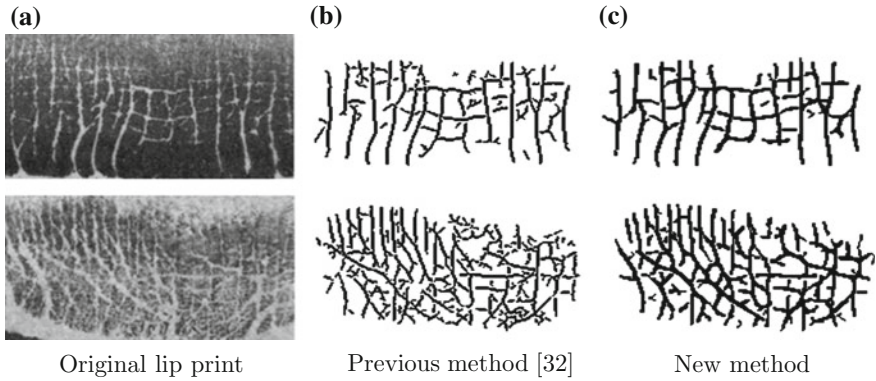 (a) (b) (c)
Original lip print Previous method [32] New method